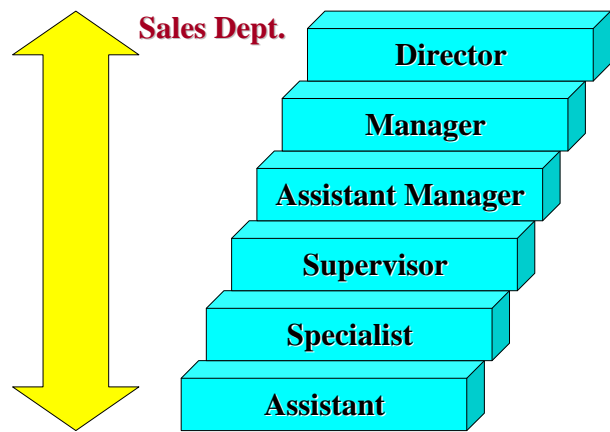 Sales Dept.
Director
Manager
Assistant Manager
Supervisor
Specialist
Assistant